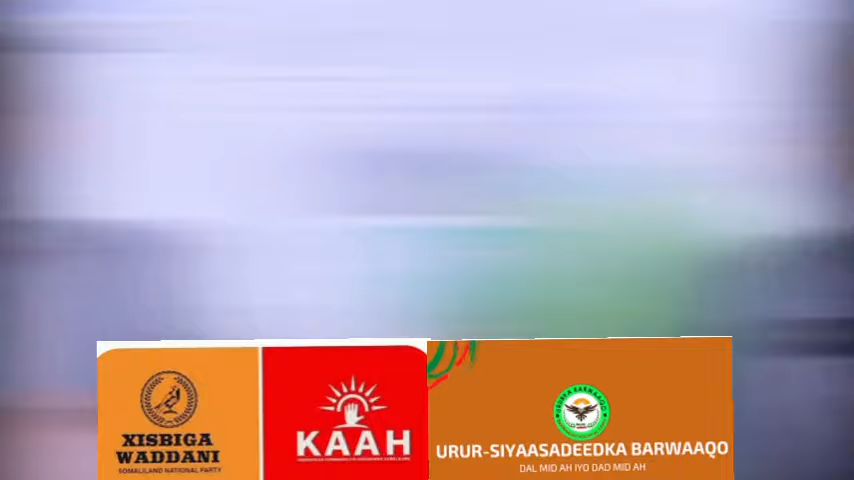 XISBIGA
WADDANI
SOMALILAND NATIONAL PARTY
KAAH
URUR-SIYAASADEEDKA BARWAAQO
DAL MID AH IYO DAD MID AH